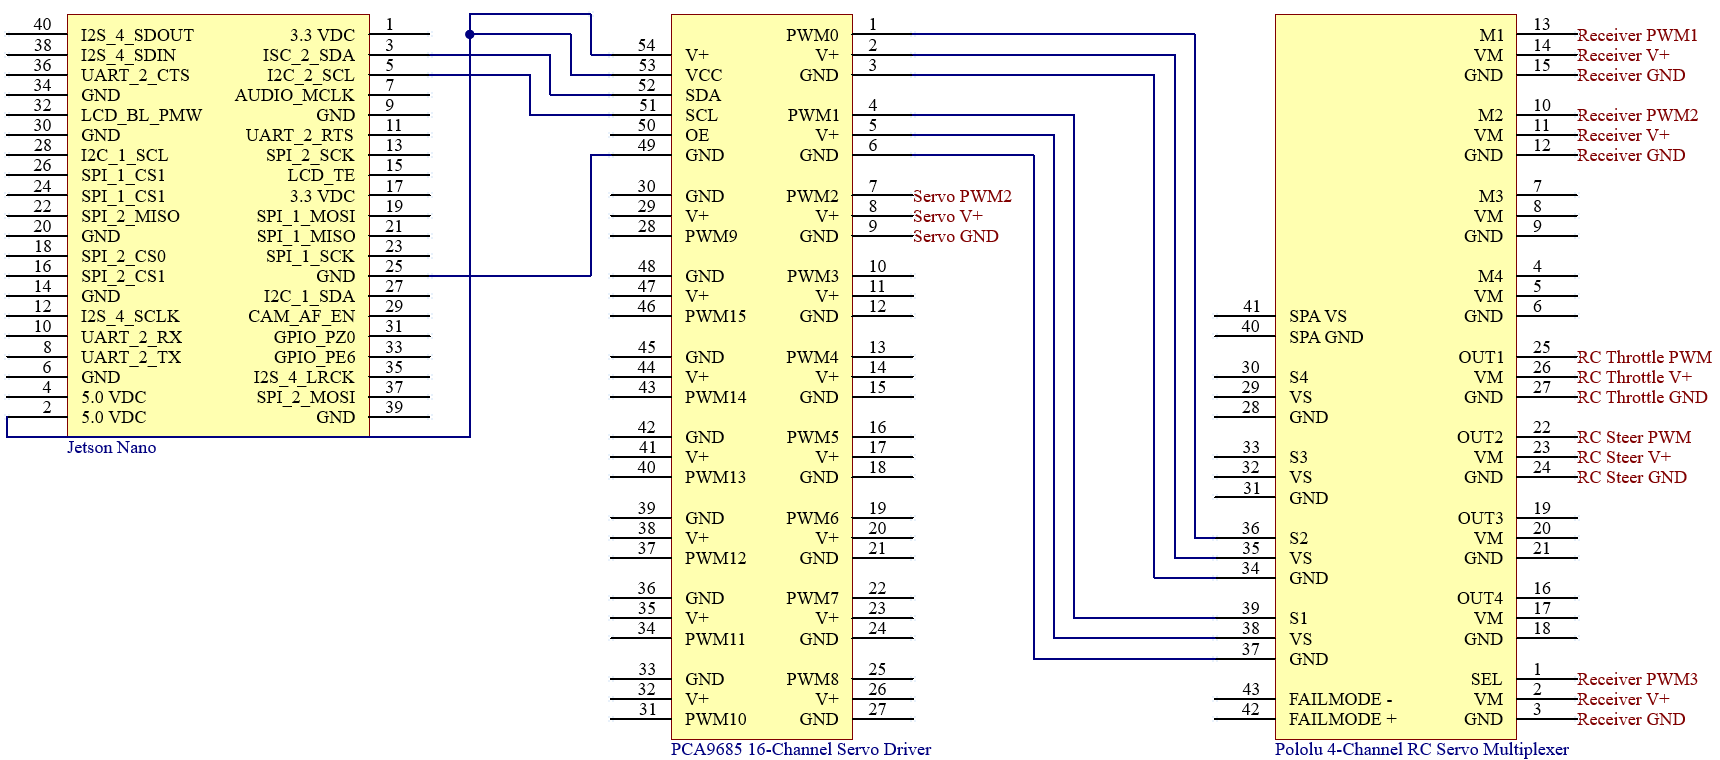 40 I2S_4_SDOUT 3.3 VDC 1
38 I2S_4_SDIN ISC_2_SDA 3
36 UART_2_CTS I2C_2_SCL 5
34 GND AUDIO_MCLK 7
32 LCD_BL_PMW GND 9
30 GND UART_2_RTS 11
28 I2C_1_SCL SPI_2_SCK 13
26 SPI_1_CS1 LCD_TE 15
24 SPI_1_CS1 3.3 VDC 17
22 SPI_2_MISO SPI_1_MOSI 19
20 GND SPI_1_MISO 21
18 SPI_2_CS0 SPI_1_SCK 23
16 SPI_2_CS1 GND 25
14 GND I2C_1_SDA 27
12 I2S_4_SCLK CAM_AF_EN 29
10 UART_2_RX GPIO_PZ0 31
8 UART_2_TX GPIO_PE6 33
6 GND I2S_4_LRCK 35
4 5.0 VDC SPI_2_MOSI 37
2 5.0 VDC GND 39
Jetson Nano
PWM0 1
54 V+ V+ 2
53 VCC GND 3
52 SDA
51 SCL PWM1 4
50 OE V+ 5
49 GND GND 6
30 GND PWM2 7 Servo PWM2
29 V+ V+ 8 Servo V+
28 PWM9 GND 9 Servo GND
48 GND PWM3 10
47 V+ V+ 11
46 PWM15 GND 12
45 GND PWM4 13
44 V+ V+ 14
43 PWM14 GND 15
42 GND PWM5 16
41 V+ V+ 17
40 PWM13 GND 18
39 GND PWM6 19
38 V+ V+ 20
37 PWM12 GND 21
36 GND PWM7 22
35 V+ V+ 23
34 PWM11 GND 24
33 GND PWM8 25
32 V+ V+ 26
31 PWM10 GND 27
PCA9685 16-Channel Servo Driver
M1 13 Receiver PWM1
VM 14 Receiver V+
GND 15 Receiver GND
M2 10 Receiver PWM2
VM 11 Receiver V+
GND 12 Receiver GND
M3 7
VM 8
GND 9
M4 4
VM 5
41 SPA VS GND 6
40 SPA GND
OUT1 25 RC Throttle PWM
30 S4 VM 26 RC Throttle V+
29 VS GND 27 RC Throttle GND
28 GND
OUT2 22 RC Steer PWM
33 S3 VM 23 RC Steer V+
32 VS GND 24 RC Steer GND
31 GND
OUT3 19
36 S2 VM 20
35 VS GND 21
34 GND
OUT4 16
39 S1 VM 17
38 VS GND 18
37 GND
SEL 1 Receiver PWM3
43 FAILMODE - VM 2 Receiver V+
42 FAILMODE + GND 3 Receiver GND
Pololu 4-Channel RC Servo Multiplexer